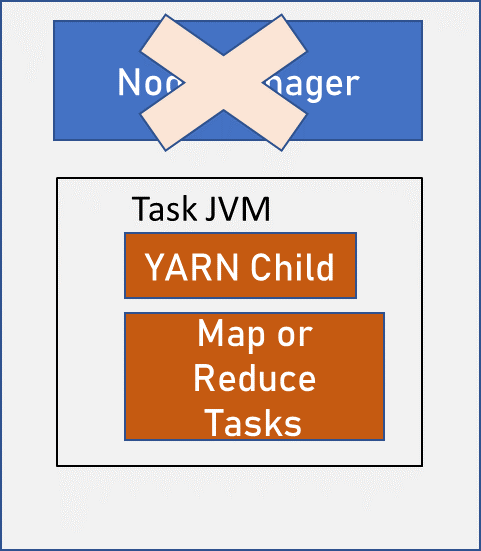 Task JVM
YARN Child
Map or
Reduce
Tasks